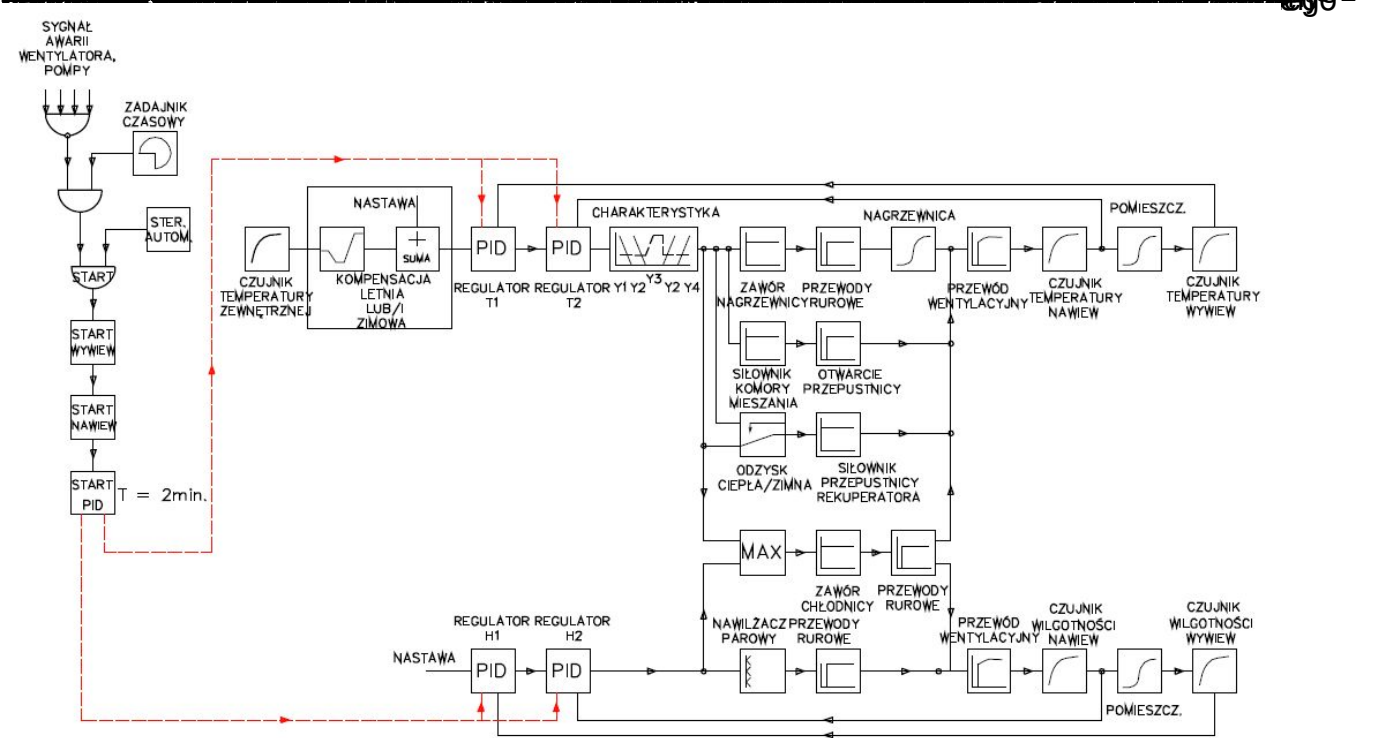 SYGNAŁ
AWARII
WENTYLATORA,
POMPY
ZADAJNIK
CZASOWY
STER.
AUTOM.
START
START
WYWIEW
START
NAWIEW
START
PID
T = 2min.
CZUJNIK
TEMPERATURY
ZEWNĘTRZNEJ
NASTAWA
SUMA
KOMPENSACJA
LETNIA
LUB/I
ZIMOWA
PID
REGULATOR
T1
PID
REGULATOR
T2
CHARAKTERYSTYKA
Y1 Y2 Y3 Y2 Y4
ZAWÓR
NAGRZEWNICY
PRZEWODY
RUROWE
NAGRZEWNICA
PRZEWÓD
WENTYLACYJNY
CZUJNIK
TEMPERATURY
NAWIEW
POMIESZCZ.
CZUJNIK
TEMPERATURY
WYWIEW
SIŁOWNIK
KOMORY
MIESZANIA
OTWARCIE
PRZEPUSTNICY
ODZYSK
CIEPŁA/ZIMNA
SIŁOWNIK
PRZEPUSTNICY
REKUPERATORA
MAX
ZAWÓR
CHŁODNICY
PRZEWODY
RUROWE
NASTAWA
REGULATOR
H1
PID
REGULATOR
H2
PID
NAWILŻACZ
PAROWY
PRZEWODY
RUROWE
PRZEWÓD
WENTYLACYJNY
CZUJNIK
WILGOTNOŚCI
NAWIEW
POMIESZCZ.
CZUJNIK
WILGOTNOŚCI
WYWIEW